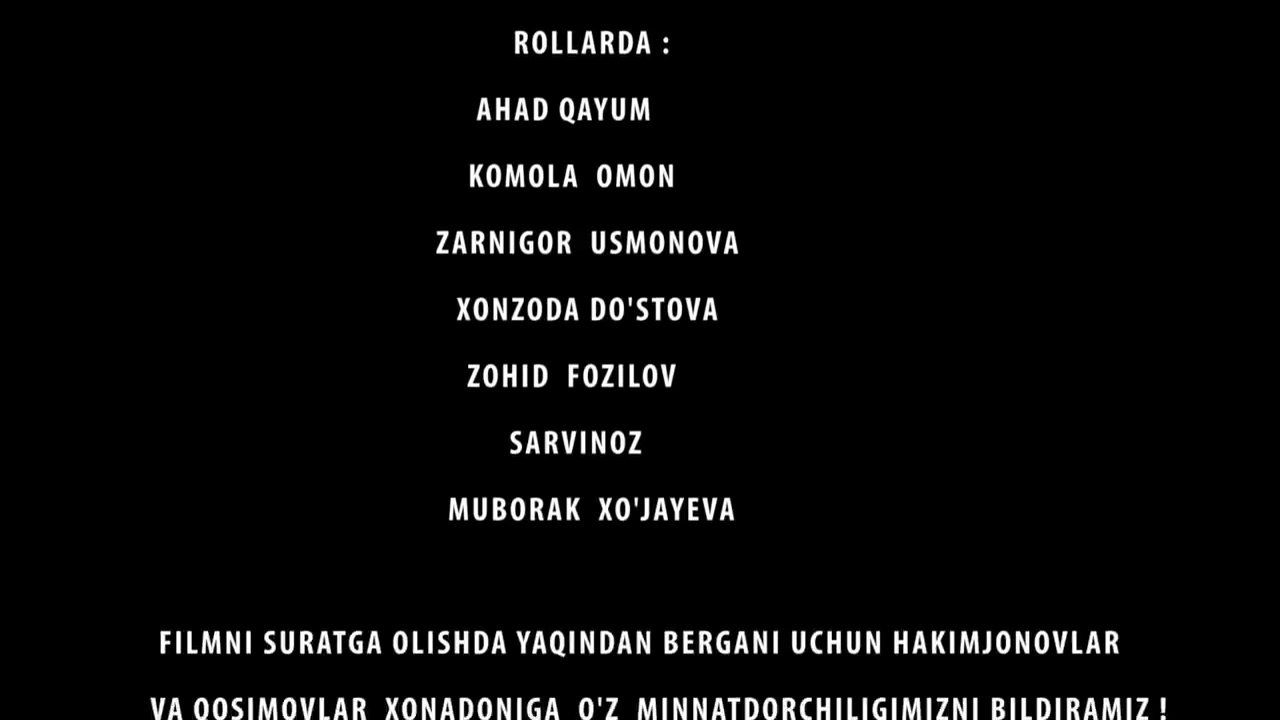 ROLLARDA :
AHAD QAYUM
KOMOLA OMON
ZARNIGOR USMONOVA
XONZODA DO'STOVA
ZOHID FOZILOV
SARVINOZ
MUBORAK XO'JAYEVA
FILMNI SURATGA OLISHDA YAQINDAN BERGANI UCHUN HAKIMJONOVLAR
VA QOSIMOVLAR XONADONIGA O'Z MINNATDORCHILIGIMIZNI BILDIRAMIZ !